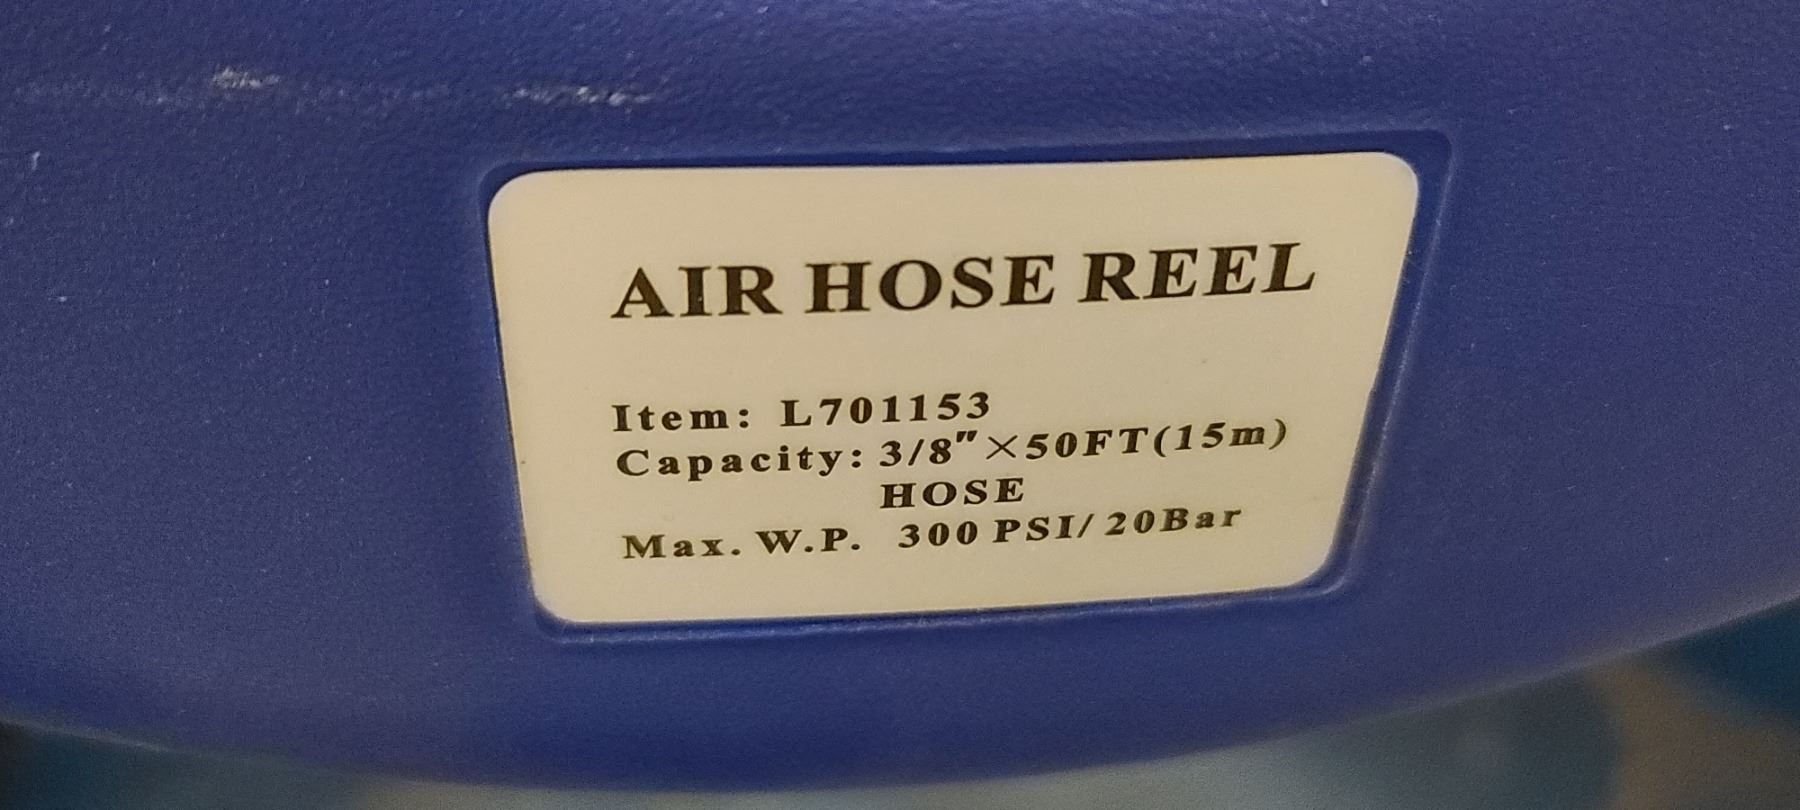 AIR HOSE REEL
Item: L701153
Capacity: 3/8"×50FT(15m)
HOSE
Max. W.P. 300 PSI/20Bar